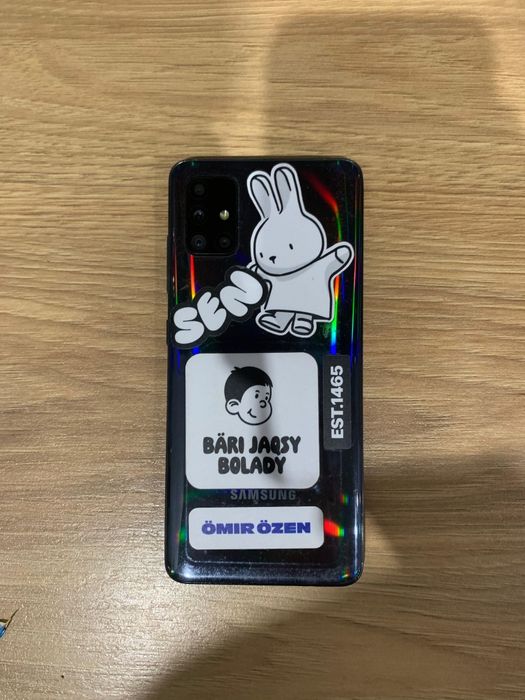 SEN
EST.1465
BÄRI JAQSY
BOLADY
SAMSUNG
ÖMIR ÖZEN